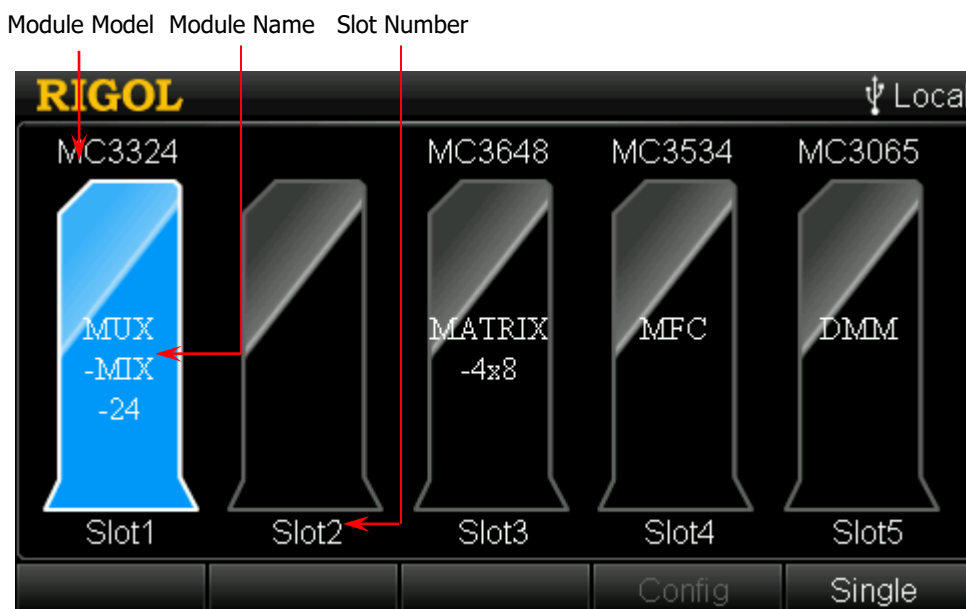 Module Model Module Name Slot Number
RIGOL Loca
MC3324 MC3648 MC3534 MC3065
MUX
-MIX
-24
MATRIX
-4x8
MFC
DMM
Slot1 Slot2 Slot3 Slot4 Slot5
Config Single